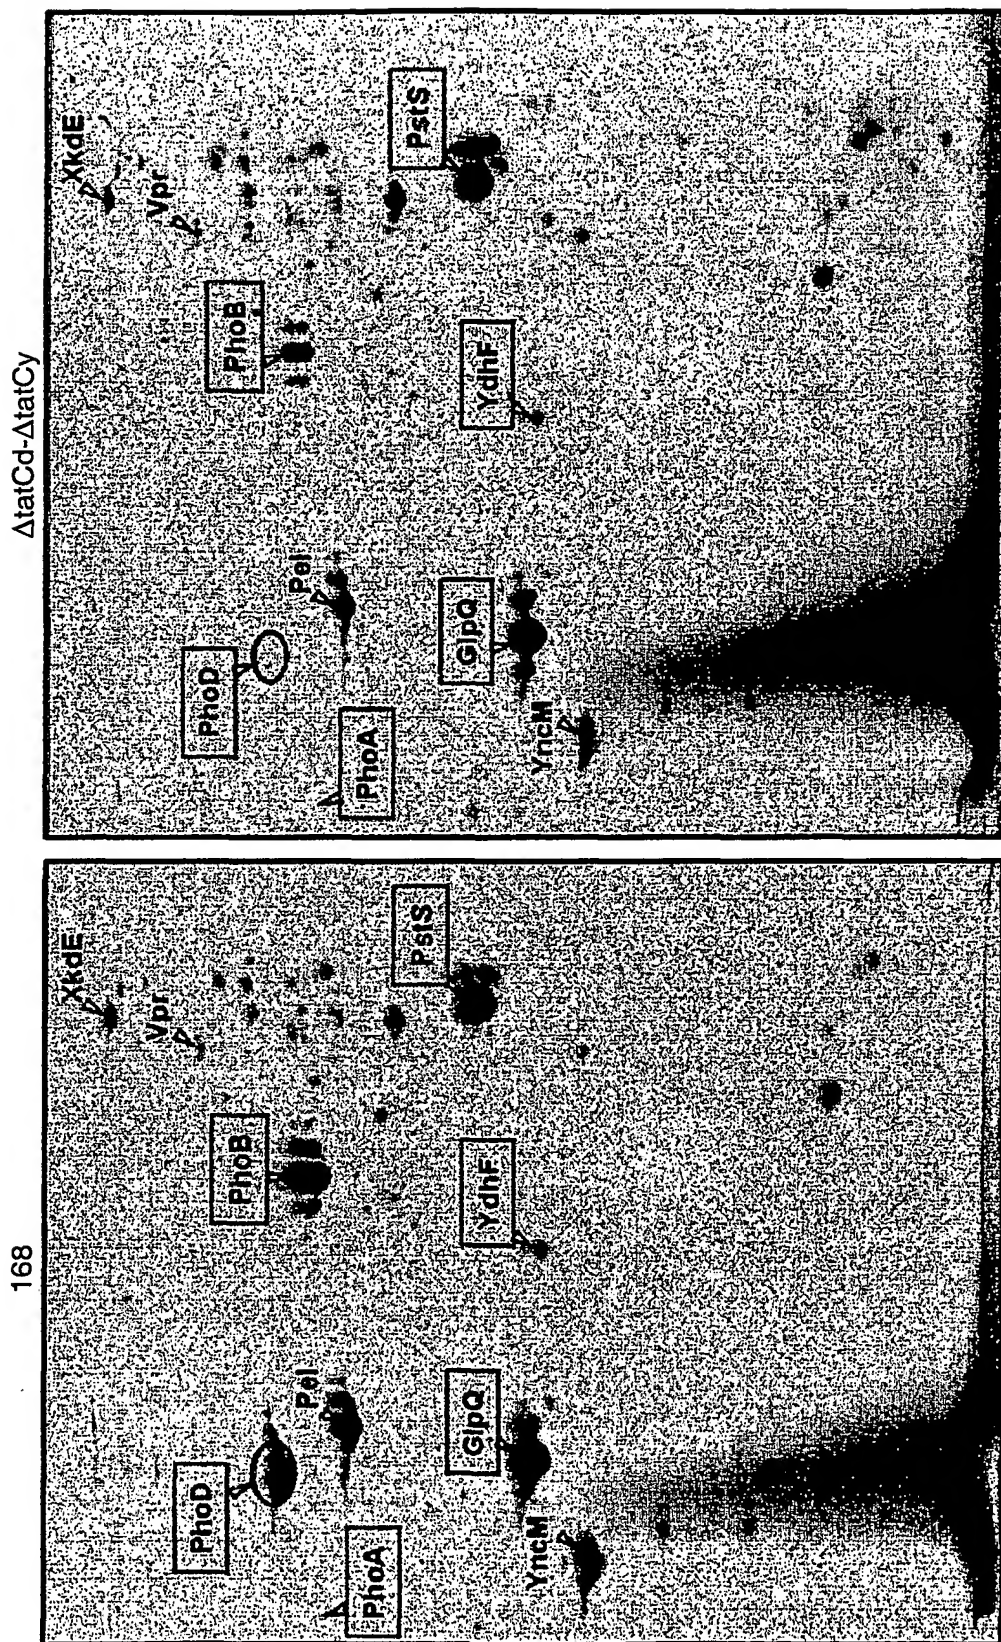 168
XkdE
Vpr
PhoD
PhoB
Pel
PhoA
PstS
GlpQ
YdhF
YncM
ΔtatCd-ΔtatCy
XkdE
Vpr
PhoD
PhoB
Pel
PhoA
PstS
GlpQ
YdhF
YncM